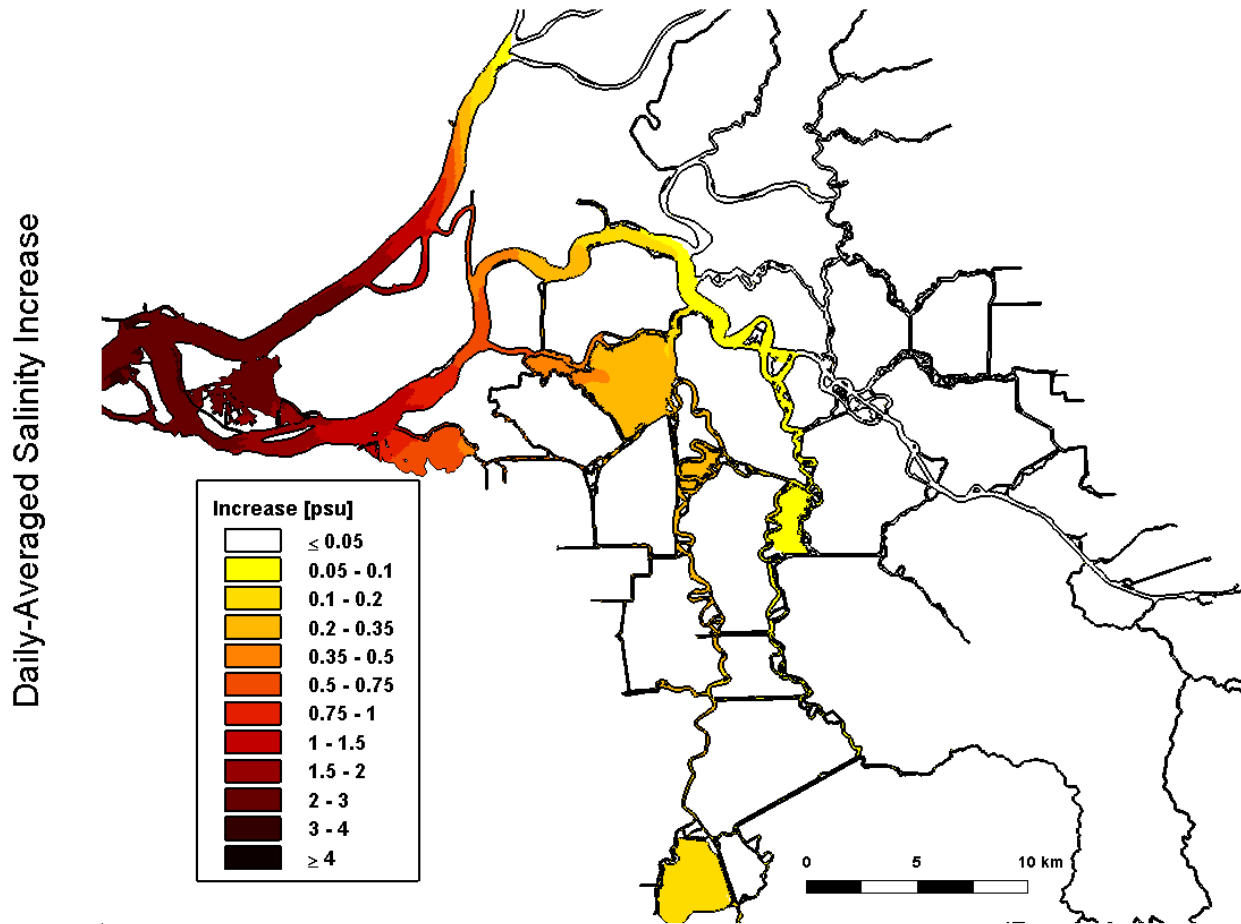 Daily-Averaged Salinity Increase
Increase [psu]
≤ 0.05
0.05 - 0.1
0.1 - 0.2
0.2 - 0.35
0.35 - 0.5
0.5 - 0.75
0.75 - 1
1 - 1.5
1.5 - 2
2 - 3
3 - 4
≥ 4
0 5 10 km